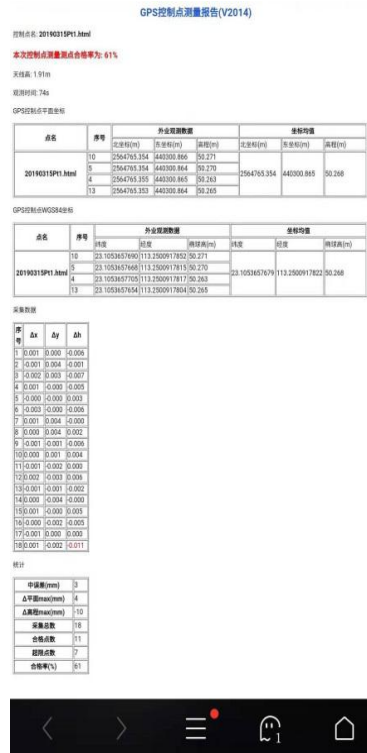 GPS控制点测量报告(V2014)
控制点名: 20190315Pt1.html
本次控制点测量测点合格率为: 61%
天线高: 1.91m
观测时间: 74s
GPS控制点平面坐标
点名 序号 外业观测数据 坐标均值
北坐标(m) 东坐标(m) 高程(m) 北坐标(m) 东坐标(m) 高程(m)
20190315Pt1.html
10 2564765.354 440300.866 50.271
5 2564765.354 440300.864 50.270
4 2564765.355 440300.865 50.263
13 2564765.353 440300.864 50.265
2564765.354 440300.865 50.268
GPS控制点WGS84坐标
点名 序号 外业观测数据 坐标均值
纬度 经度 椭球高(m) 纬度 经度 椭球高(m)
20190315Pt1.html
10 23.1053657690 113.2500917852 50.271
5 23.1053657668 113.2500917815 50.270
4 23.1053657705 113.2500917817 50.263
13 23.1053657654 113.2500917804 50.265
23.1053657679 113.2500917822 50.268
采集数据
序号 Δx Δy Δh
1 0.001 0.000 -0.006
2 -0.001 0.004 -0.001
3 -0.002 0.003 -0.007
4 0.001 -0.000 -0.005
5 -0.000 -0.000 0.003
6 -0.003 -0.000 -0.006
7 0.001 0.004 -0.000
8 0.000 0.004 0.002
9 -0.001 -0.001 -0.006
10 0.000 0.001 0.004
11 -0.001 -0.002 0.000
12 0.002 -0.003 0.006
13 -0.001 -0.001 -0.002
14 0.000 -0.004 -0.000
15 0.001 -0.000 0.005
16 -0.000 -0.002 -0.005
17 -0.001 0.000 0.000
18 0.001 -0.002 -0.011
统计
中误差(mm) 3
Δ平面max(mm) 4
Δ高程max(mm) -10
采集总数 18
合格点数 11
超限点数 7
合格率(%) 61
1